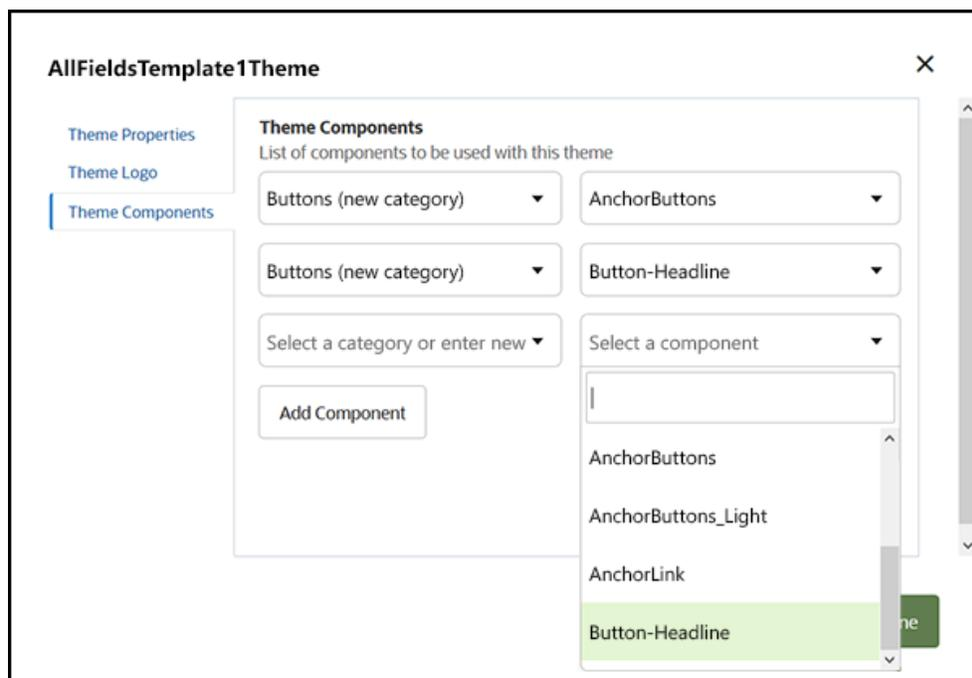 AllFieldsTemplate1Theme
Theme Properties
Theme Logo
Theme Components
Theme Components
List of components to be used with this theme
Buttons (new category)
AnchorButtons
Buttons (new category)
Button-Headline
Select a category or enter new
Select a component
Add Component
AnchorButtons
AnchorButtons_Light
AnchorLink
Button-Headline